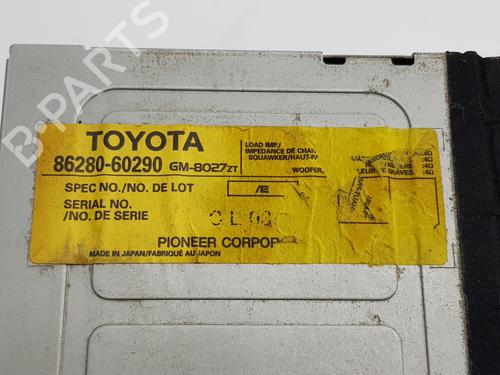 B-PARTS
TOYOTA
86280-60290 GM-8027ZT
LOAD IMP
IMPEDANCE DE CHAR
SQUAWKER/HAUT-PA
WOOFER
SPEC NO./NO. DE LOT
/E
SERIAL NO.
/NO. DE SERIE
PIONEER CORPOR
MADE IN JAPAN/FABRIQUÉ AU JAPON